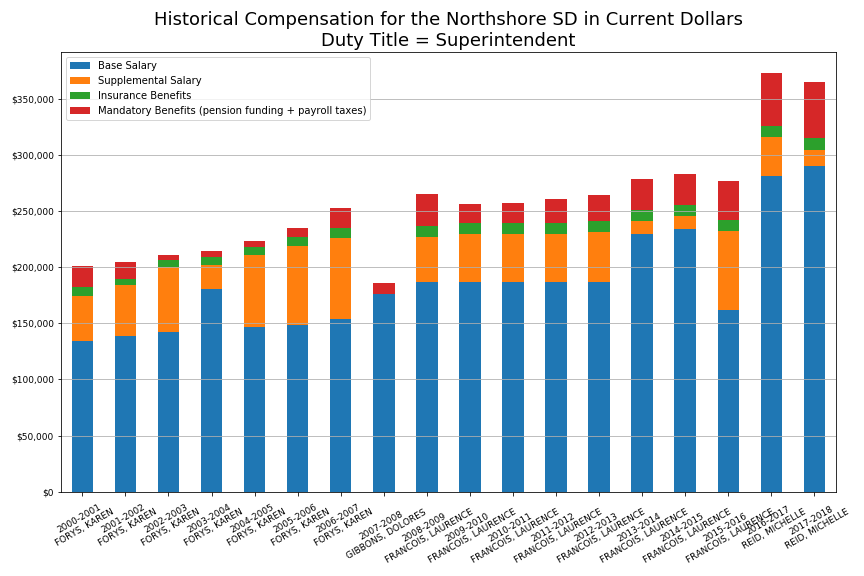 Historical Compensation for the Northshore SD in Current Dollars
Duty Title = Superintendent
Base Salary
Supplemental Salary
Insurance Benefits
Mandatory Benefits (pension funding + payroll taxes)
$350,000
$300,000
$250,000
$200,000
$150,000
$100,000
$50,000
$0
2000-2001
FORYS, KAREN
2001-2002
FORYS, KAREN
2002-2003
FORYS, KAREN
2003-2004
FORYS, KAREN
2004-2005
FORYS, KAREN
2005-2006
FORYS, KAREN
2006-2007
FORYS, KAREN
2007-2008
GIBBONS, DOLORES
2008-2009
FRANCOIS, LAURENCE
2009-2010
FRANCOIS, LAURENCE
2010-2011
FRANCOIS, LAURENCE
2011-2012
FRANCOIS, LAURENCE
2012-2013
FRANCOIS, LAURENCE
2013-2014
FRANCOIS, LAURENCE
2014-2015
FRANCOIS, LAURENCE
2015-2016
FRANCOIS, LAURENCE
2016-2017
REID, MICHELLE
2017-2018
REID, MICHELLE